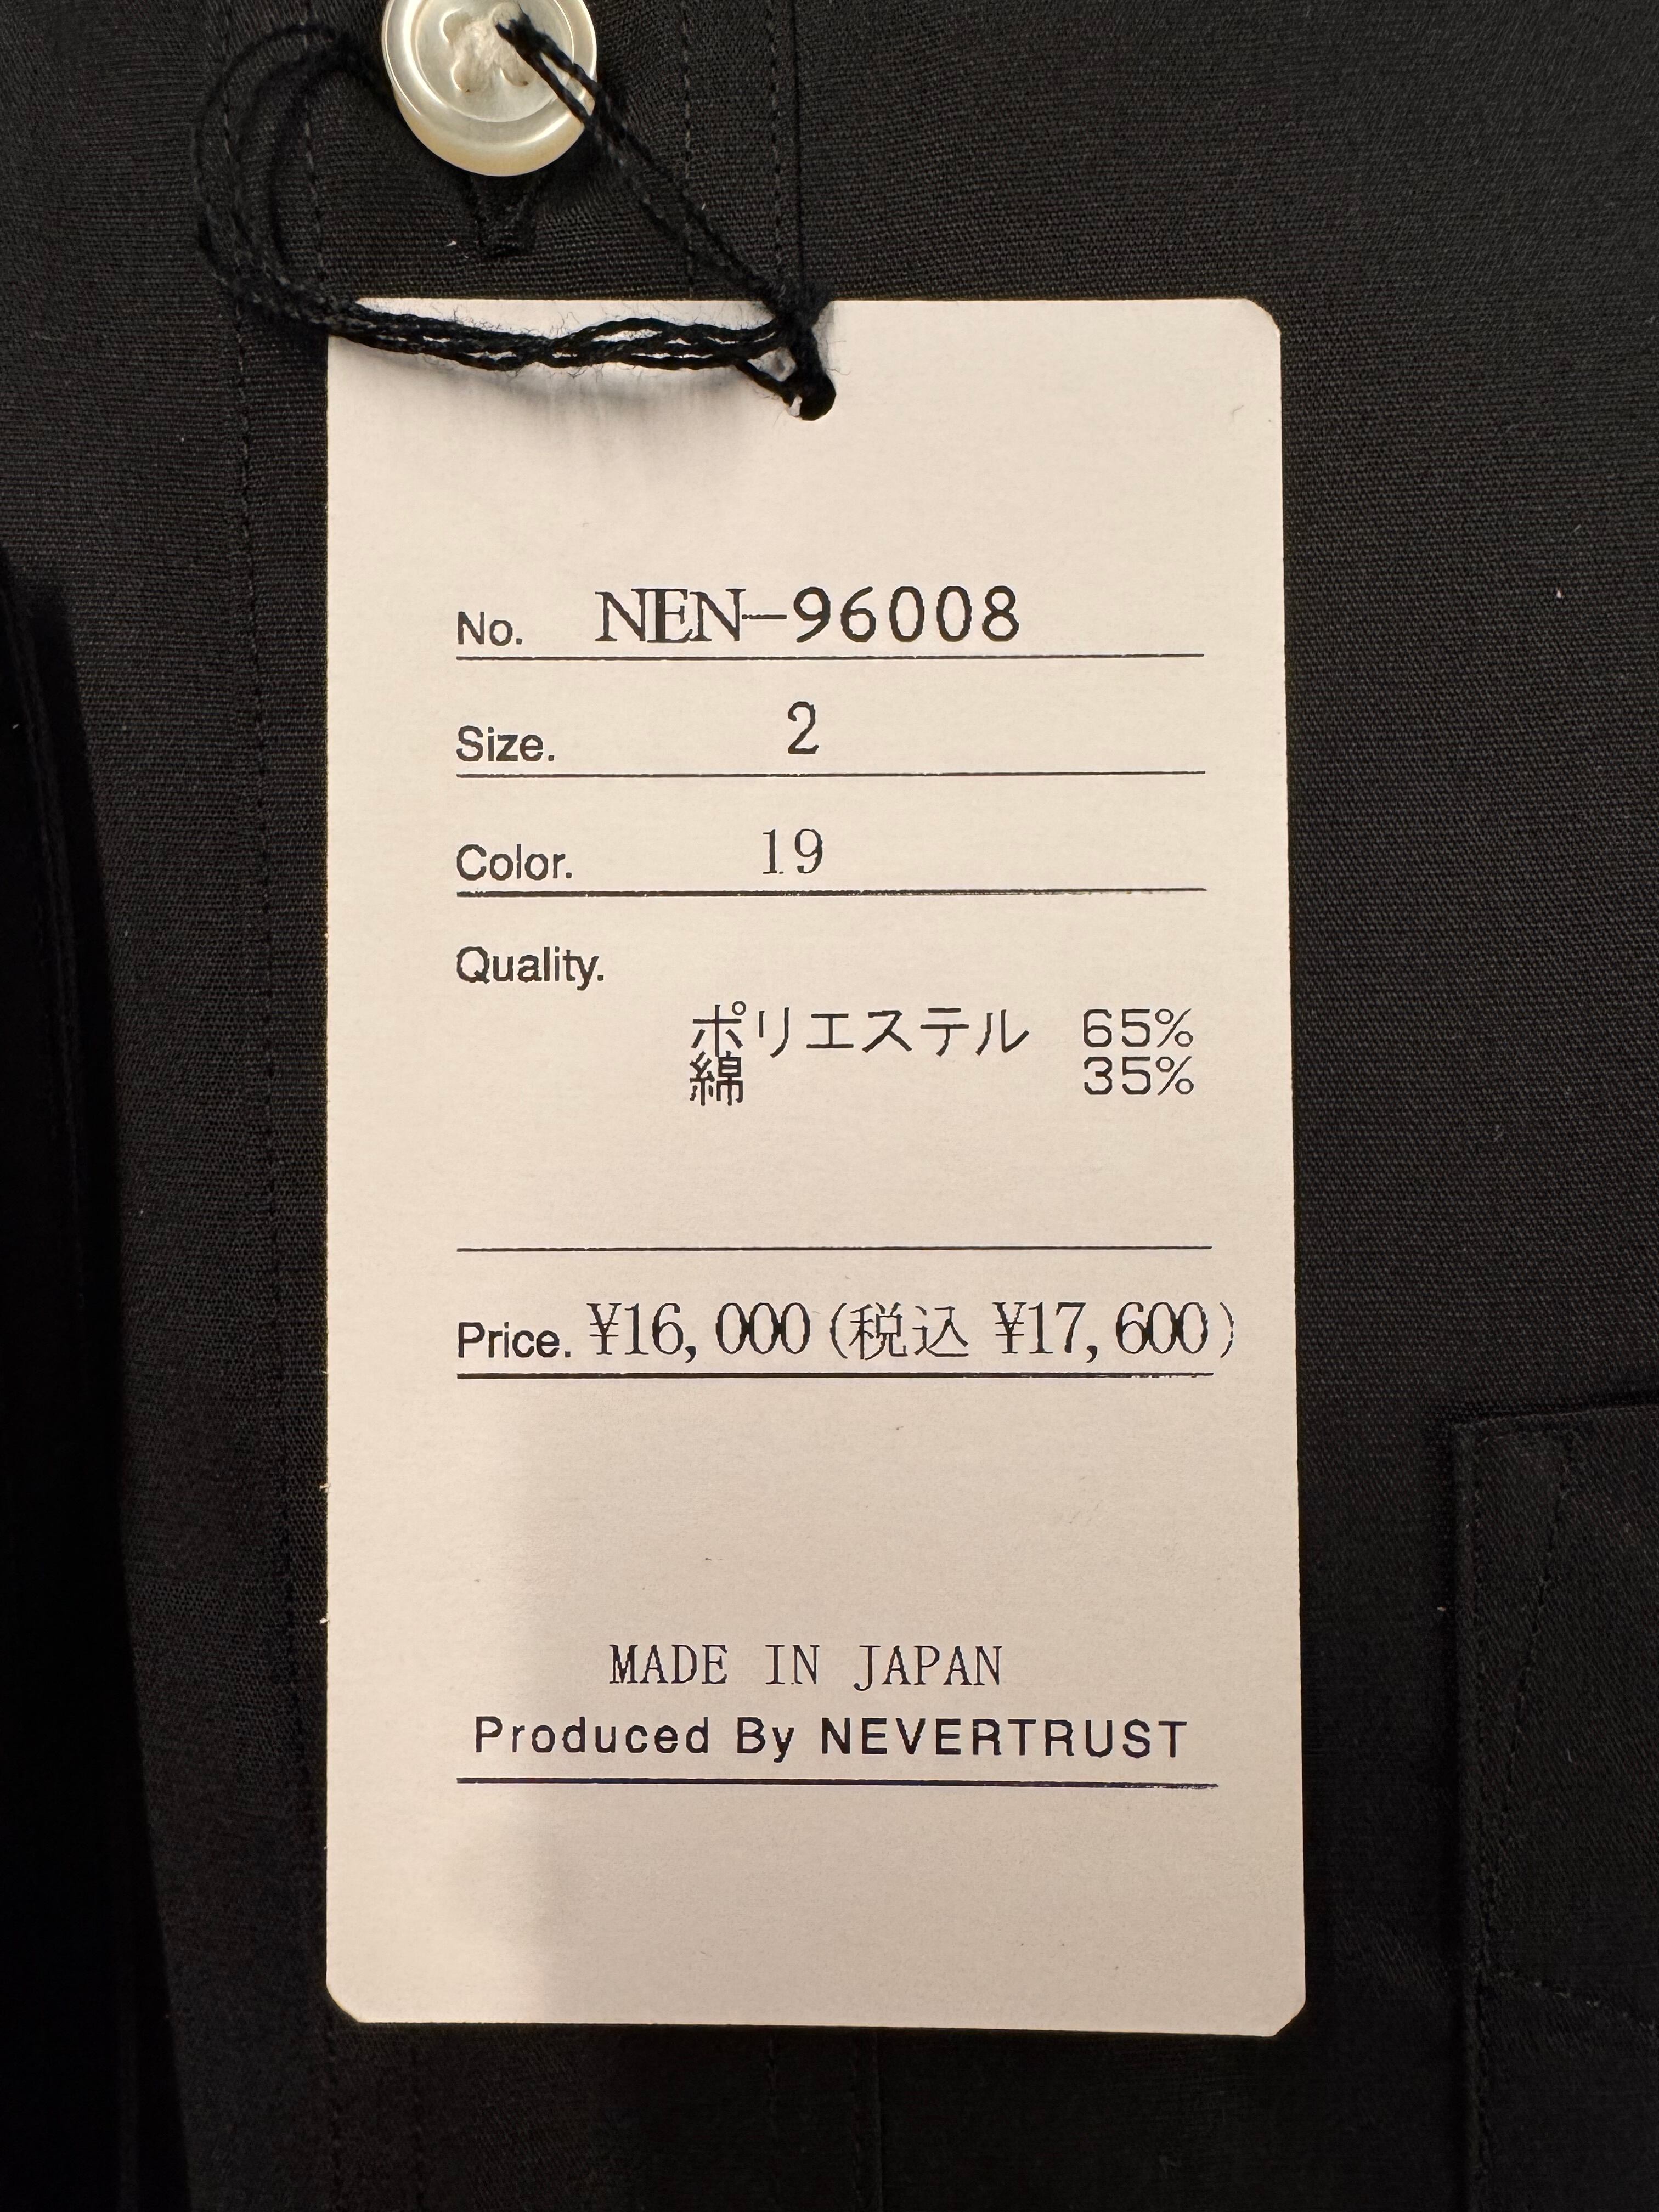 No. NEN-96008
Size. 2
Color. 19
Quality.
ポリエステル 65%
綿 35%
Price. ¥16,000(税込 ¥17,600)
MADE IN JAPAN
Produced By NEVERTRUST